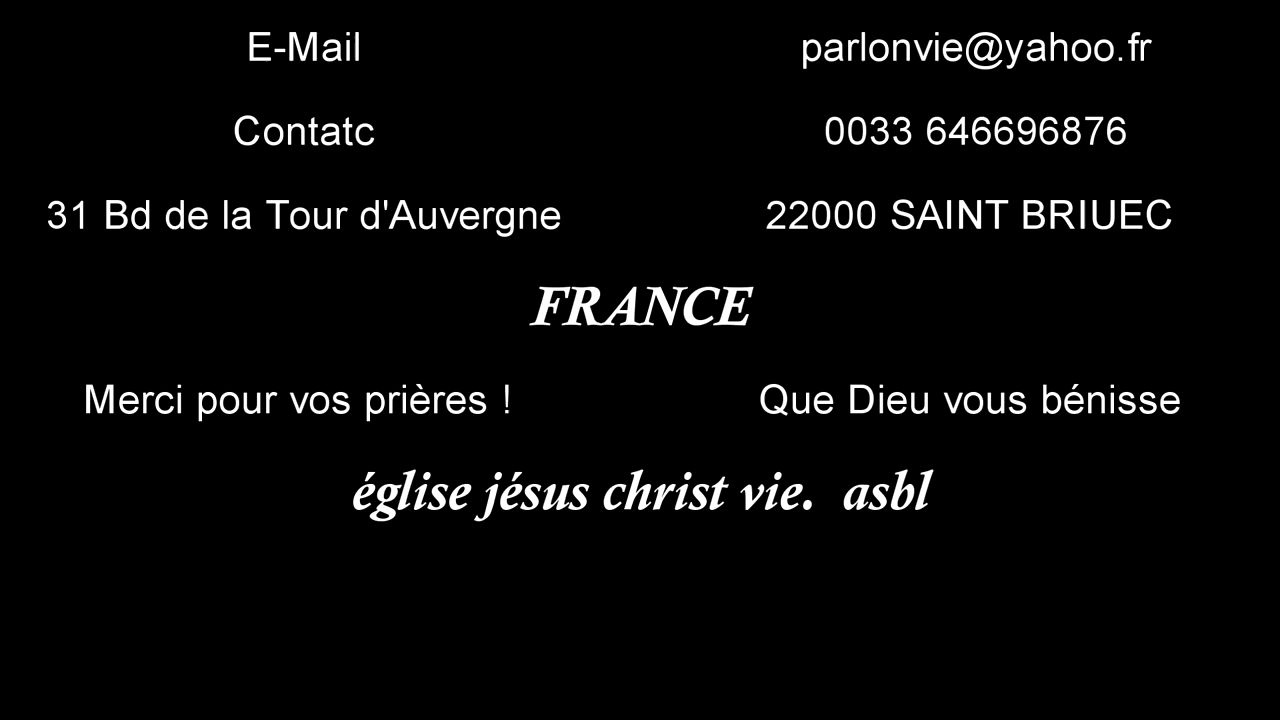 E-Mail parlonvie@yahoo.fr
Contatc 0033 646696876
31 Bd de la Tour d'Auvergne 22000 SAINT BRIUEC
FRANCE
Merci pour vos prières ! Que Dieu vous bénisse
église jésus christ vie. asbl